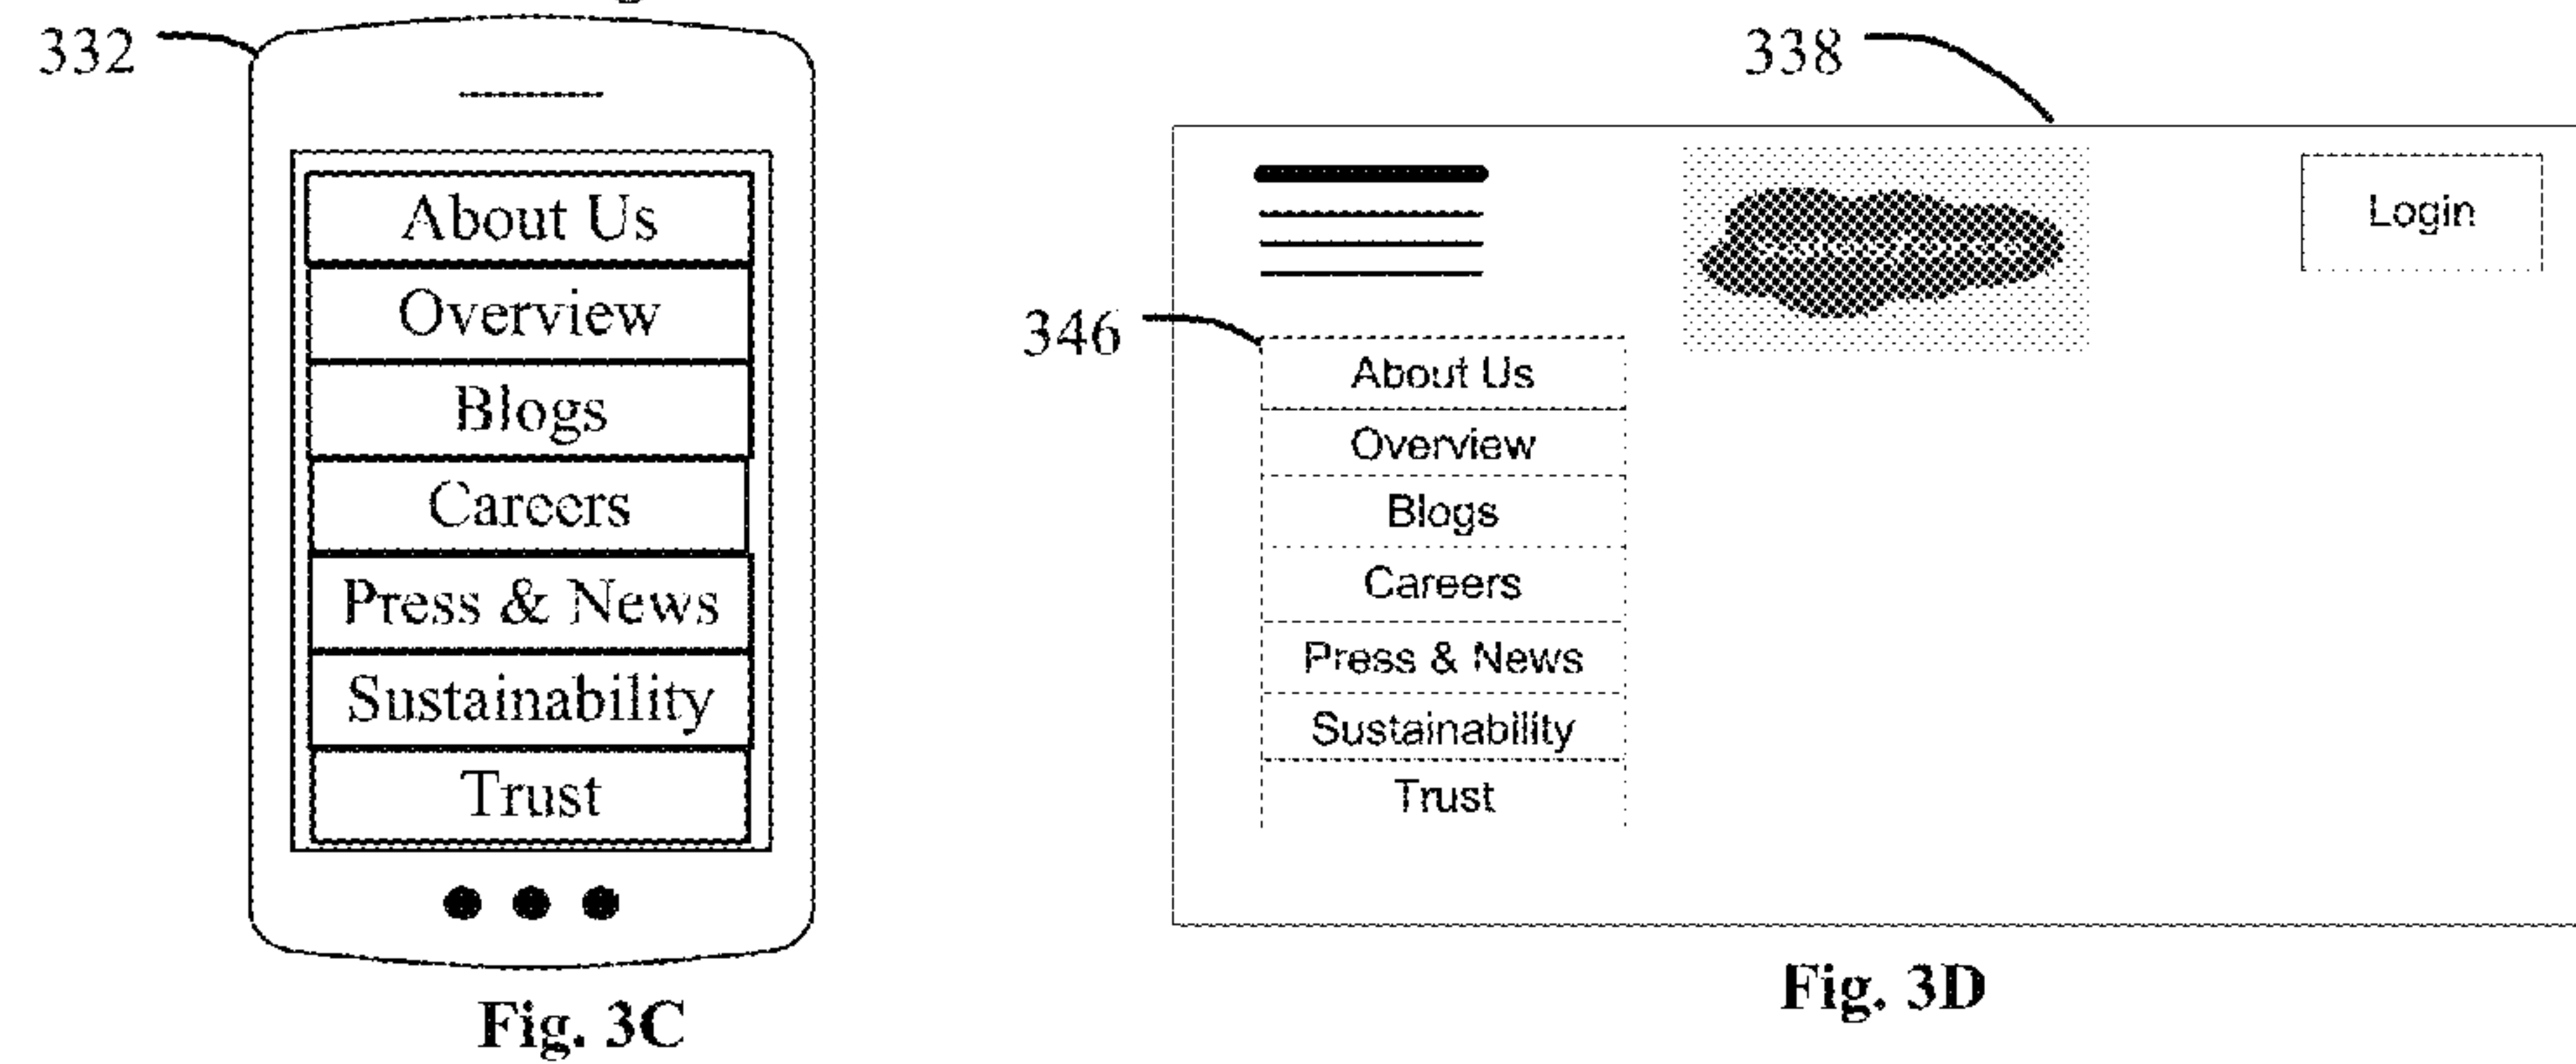 332
About Us
Overview
Blogs
Careers
Press & News
Sustainability
Trust
Fig. 3C
338
Login
346
About Us
Overview
Blogs
Careers
Press & News
Sustainability
Trust
Fig. 3D